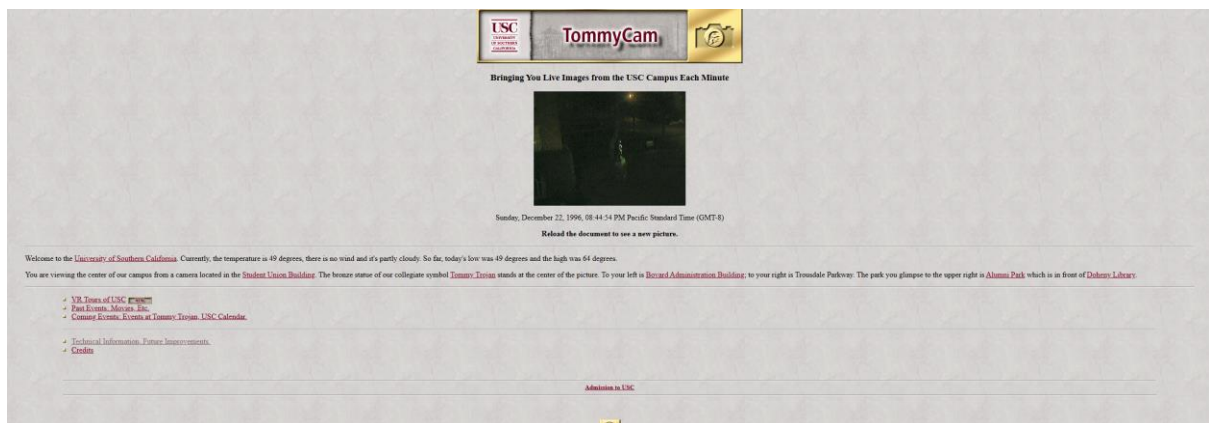 USC
UNIVERSITY
OF SOUTHERN
CALIFORNIA
TommyCam
Bringing You Live Images from the USC Campus Each Minute
Sunday, December 22, 1996, 08:44:54 PM Pacific Standard Time (GMT-8)
Reload the document to see a new picture.
Welcome to the University of Southern California. Currently, the temperature is 49 degrees, there is no wind and it's partly cloudy. So far, today's low was 49 degrees and the high was 64 degrees.
You are viewing the center of our campus from a camera located in the Student Union Building. The bronze statue of our collegiate symbol Tommy Trojan stands at the center of the picture. To your left is Bovard Administration Building; to your right is Trousdale Parkway. The park you glimpse to the upper right is Alumni Park which is in front of Doheny Library.
VR Tours of USC
Past Events, Movies, Etc.
Coming Events: Events at Tommy Trojan, USC Calendar.
Technical Information, Future Improvements.
Credits
Admission to USC